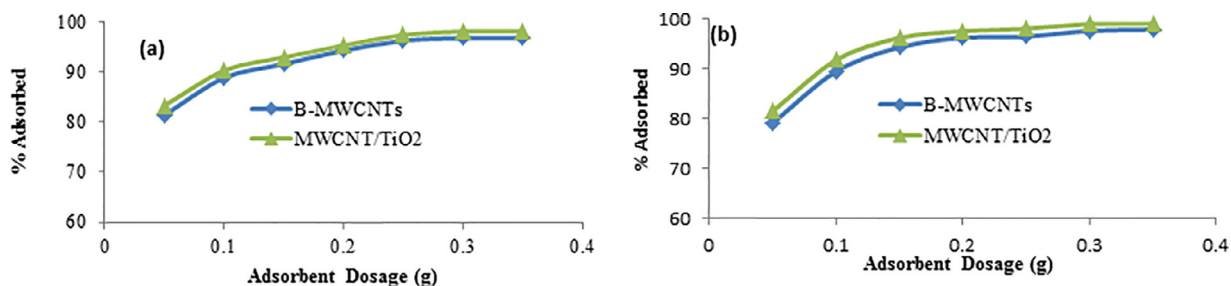 (a)
% Adsorbed
100
90
80
70
60
0 0.1 0.2 0.3 0.4
Adsorbent Dosage (g)
B-MWCNTs
MWCNT/TiO2
(b)
% Adsorbed
100
90
80
70
60
0 0.1 0.2 0.3 0.4
Adsorbent Dosage (g)
B-MWCNTs
MWCNT/TiO2